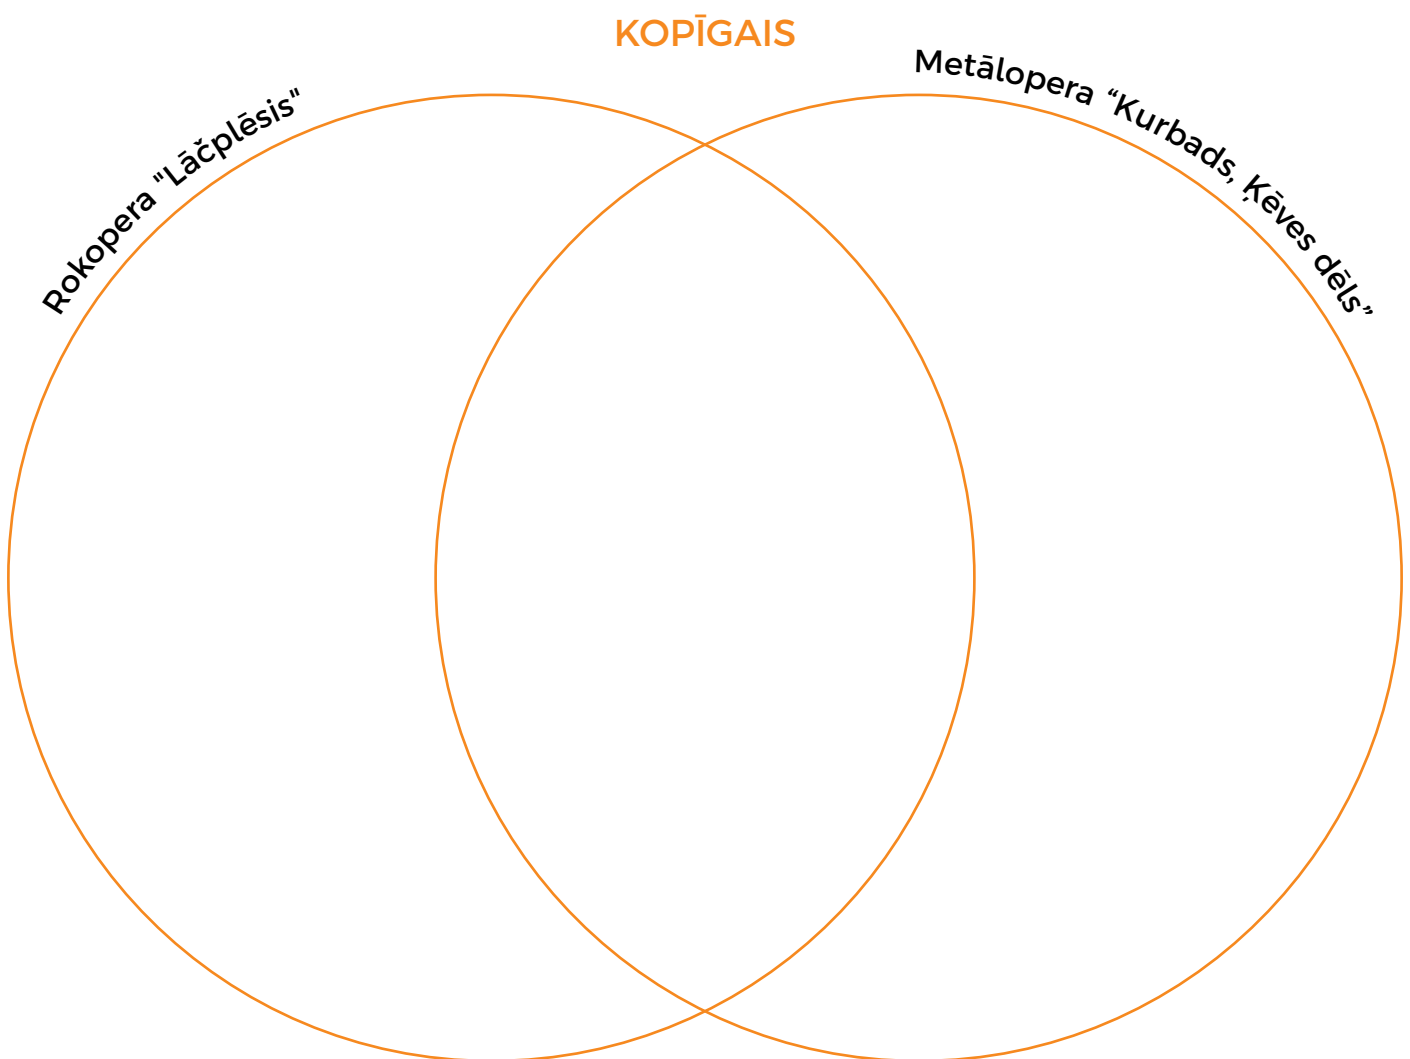 KOPĪGAIS
Rokopera "Lāčplēsis"
Metālopera “Kurbads, Ķēves dēls”